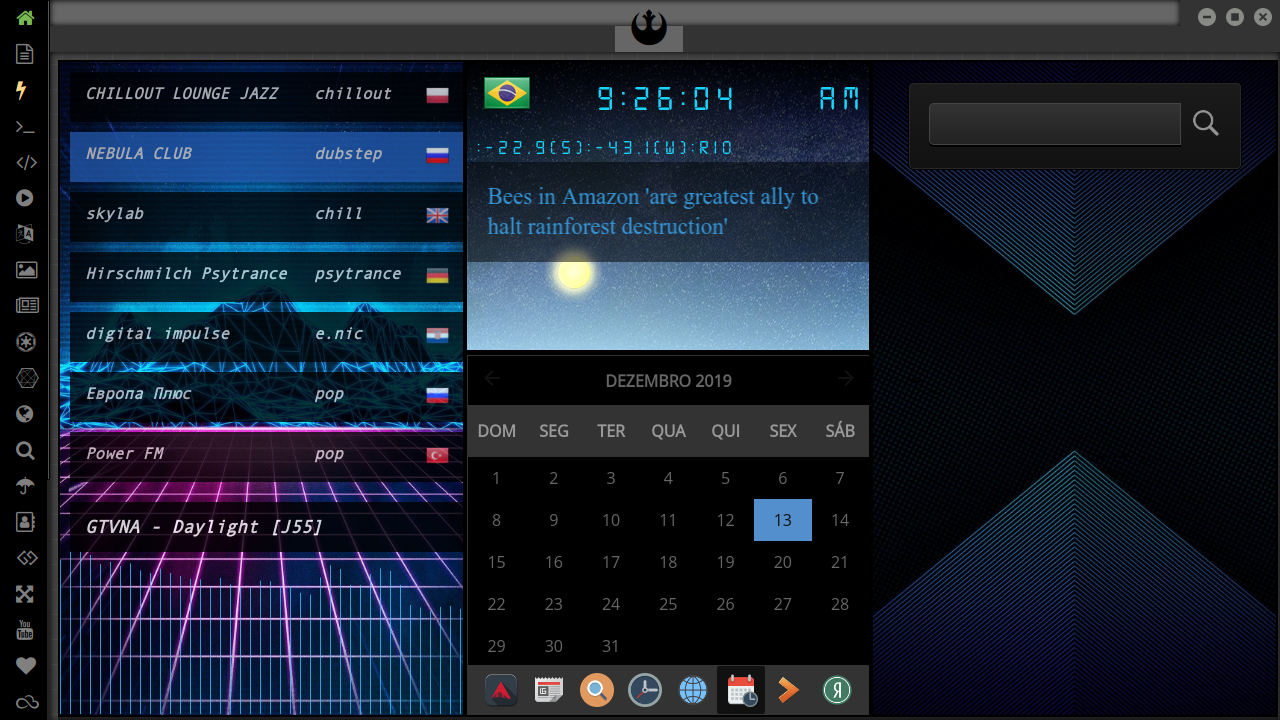 CHILLOUT LOUNGE JAZZ chillout
NEBULA CLUB dubstep
skylab chill
Hirschmilch Psytrance psytrance
digital impulse e.nic
Европа Плюс pop
Power FM pop
GTVNA - Daylight [J55]
9:26:04 AM
:-22.9(S):-43.1(W):RIO
Bees in Amazon 'are greatest ally to
halt rainforest destruction'
DEZEMBRO 2019
DOM SEG TER QUA QUI SEX SÁB
1 2 3 4 5 6 7
8 9 10 11 12 13 14
15 16 17 18 19 20 21
22 23 24 25 26 27 28
29 30 31
You
Tube
Я